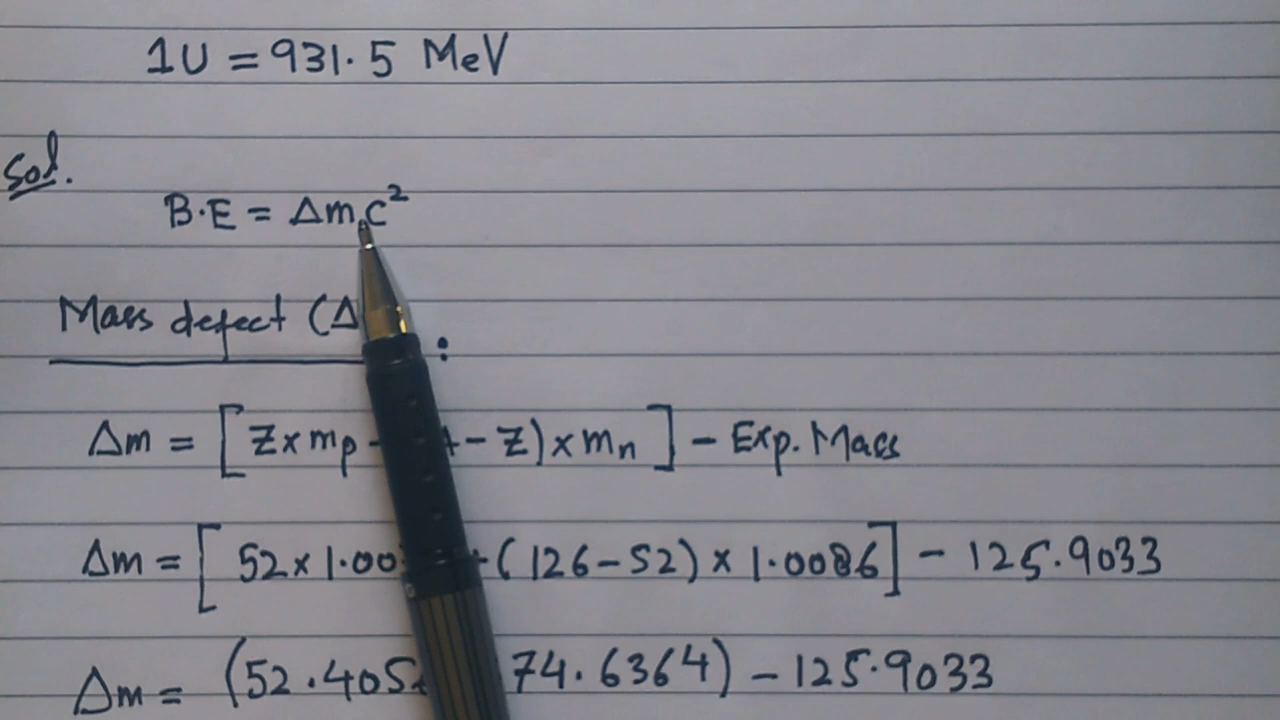 1U = 931.5 MeV
Sol.
B.E = Δm.c²
Mass defect (Δ :
Δm = [Z×mp - Z)×mn] - Exp. Mass
Δm = [52×1.00 +(126-52)×1.0086] - 125.9033
Δm = (52.405 74.6364) - 125.9033